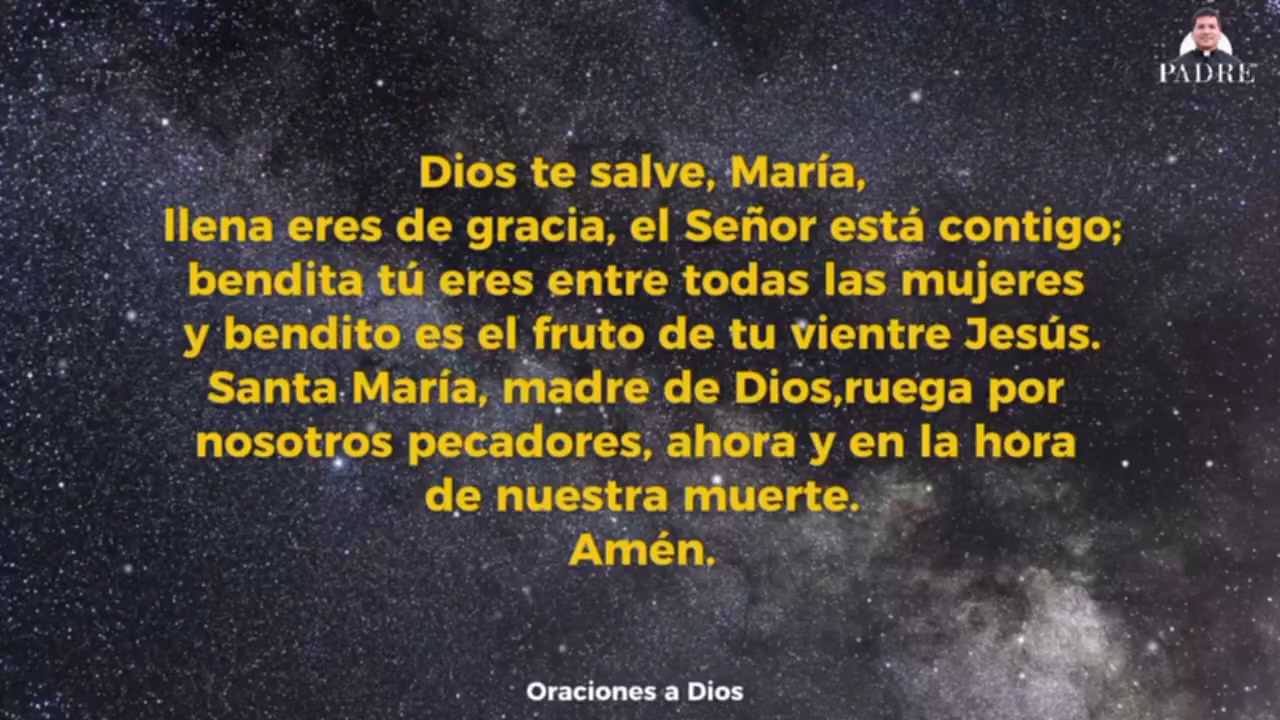 PADRE
Dios te salve, María,
llena eres de gracia, el Señor está contigo;
bendita tú eres entre todas las mujeres
y bendito es el fruto de tu vientre Jesús.
Santa María, madre de Dios,ruega por
nosotros pecadores, ahora y en la hora
de nuestra muerte.
Amén.
Oraciones a Dios